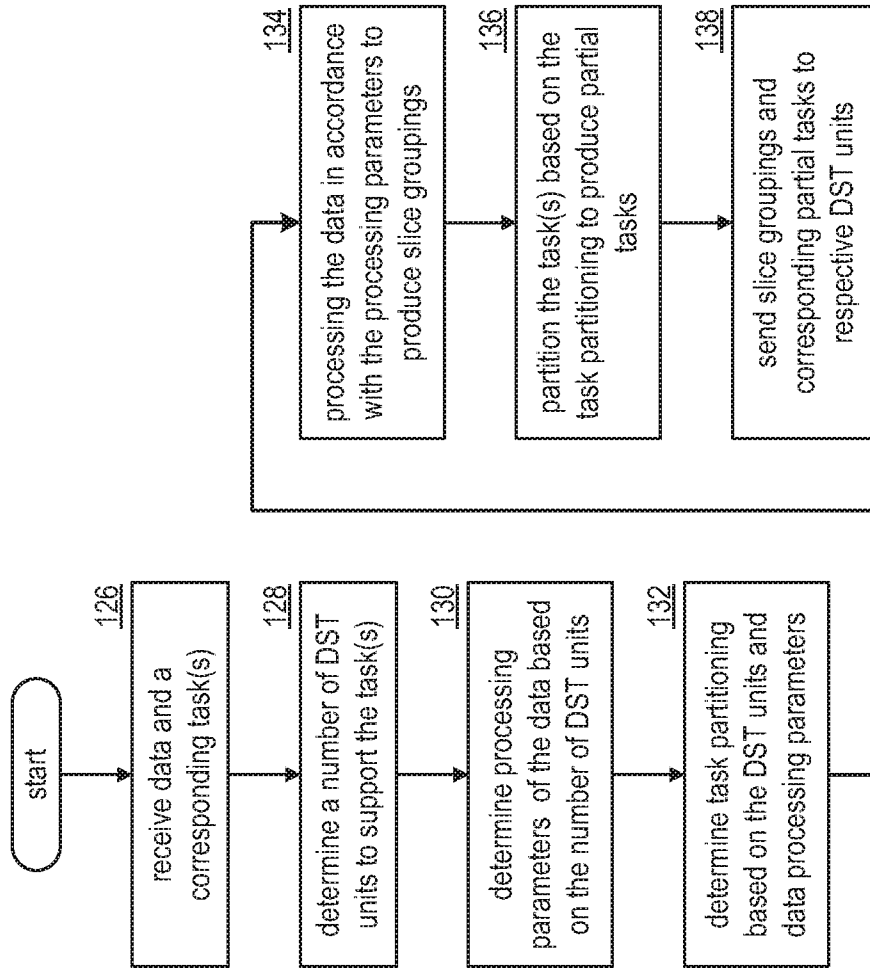 start
126
receive data and a
corresponding task(s)
128
determine a number of DST
units to support the task(s)
130
determine processing
parameters of the data based
on the number of DST units
132
determine task partitioning
based on the DST units and
data processing parameters
134
processing the data in accordance
with the processing parameters to
produce slice groupings
136
partition the task(s) based on the
task partitioning to produce partial
tasks
138
send slice groupings and
corresponding partial tasks to
respective DST units